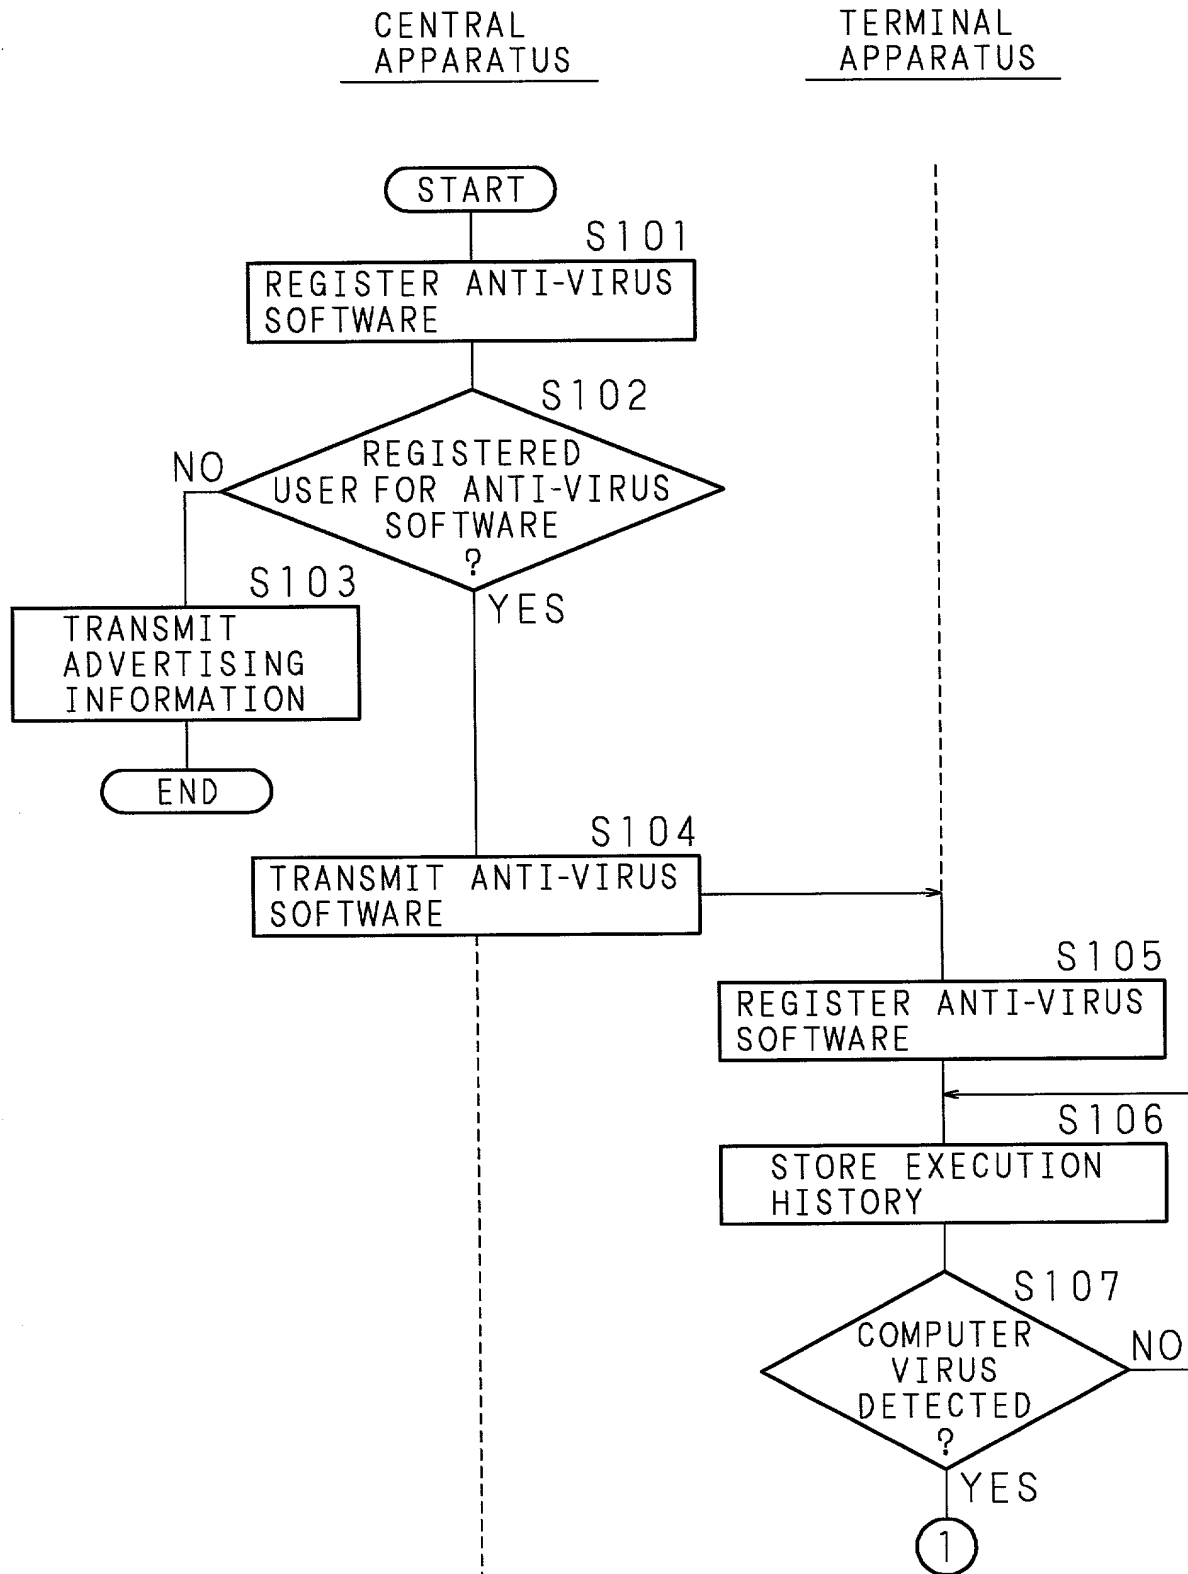 CENTRAL
APPARATUS
TERMINAL
APPARATUS
START
S101
REGISTER ANTI-VIRUS
SOFTWARE
S102
REGISTERED
USER FOR ANTI-VIRUS
SOFTWARE
?
NO
YES
S103
TRANSMIT
ADVERTISING
INFORMATION
END
S104
TRANSMIT ANTI-VIRUS
SOFTWARE
S105
REGISTER ANTI-VIRUS
SOFTWARE
S106
STORE EXECUTION
HISTORY
S107
COMPUTER
VIRUS
DETECTED
?
NO
YES
1